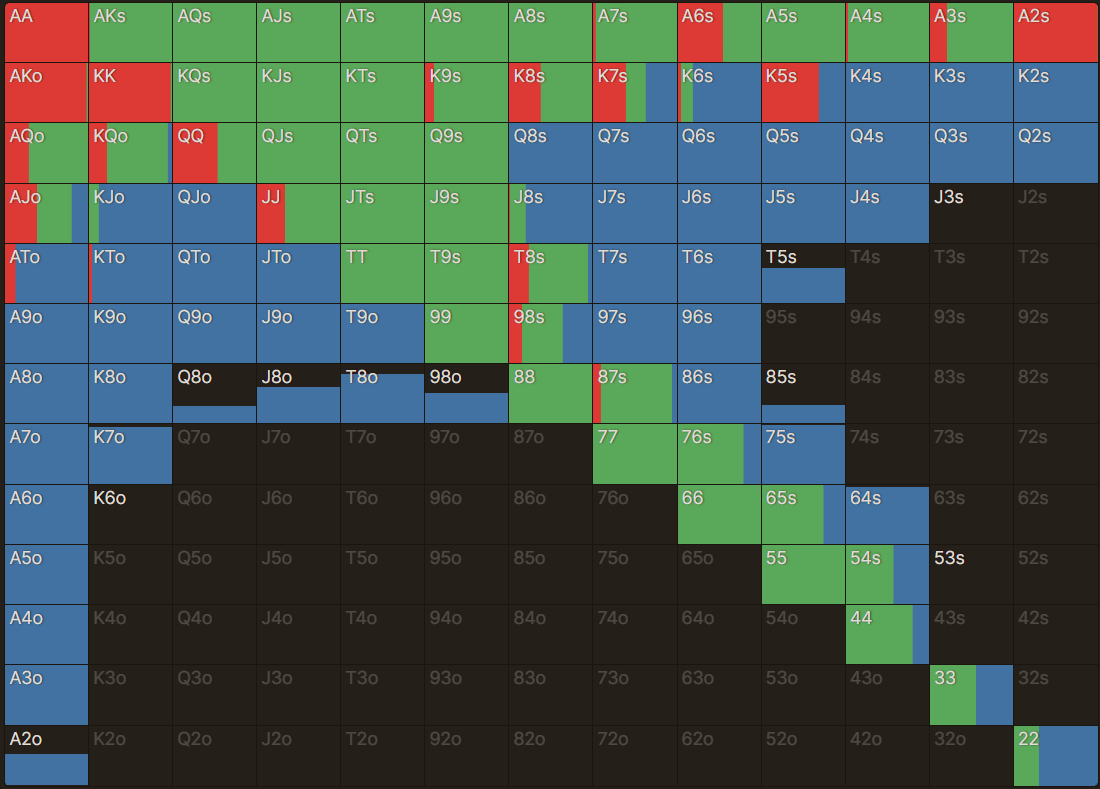 AA AKs AQs AJs ATs A9s A8s A7s A6s A5s A4s A3s A2s
AKo KK KQs KJs KTs K9s K8s K7s K6s K5s K4s K3s K2s
AQo KQo QQ QJs QTs Q9s Q8s Q7s Q6s Q5s Q4s Q3s Q2s
AJo KJo QJo JJ JTs J9s J8s J7s J6s J5s J4s J3s J2s
ATo KTo QTo JTo TT T9s T8s T7s T6s T5s T4s T3s T2s
A9o K9o Q9o J9o T9o 99 98s 97s 96s 95s 94s 93s 92s
A8o K8o Q8o J8o T8o 98o 88 87s 86s 85s 84s 83s 82s
A7o K7o Q7o J7o T7o 97o 87o 77 76s 75s 74s 73s 72s
A6o K6o Q6o J6o T6o 96o 86o 76o 66 65s 64s 63s 62s
A5o K5o Q5o J5o T5o 95o 85o 75o 65o 55 54s 53s 52s
A4o K4o Q4o J4o T4o 94o 84o 74o 64o 54o 44 43s 42s
A3o K3o Q3o J3o T3o 93o 83o 73o 63o 53o 43o 33 32s
A2o K2o Q2o J2o T2o 92o 82o 72o 62o 52o 42o 32o 22